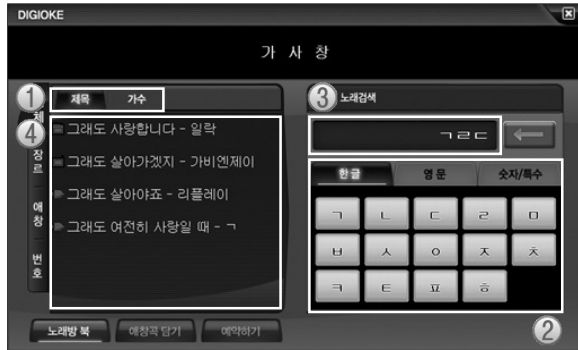 DIGIOKE
가 사 창
① 제목 가수
③ 노래검색
④
그래도 사랑합니다 - 일락
그래도 살아가겠지 - 가비엔제이
그래도 살아야죠 - 리플레이
그래도 여전히 사랑일 때 - ㄱ
장르
애창
번호
ㄱㄹㄷ
한글 영문 숫자/특수
ㄱ ㄴ ㄷ ㄹ ㅁ
ㅂ ㅅ ㅇ ㅈ ㅊ
ㅋ ㅌ ㅍ ㅎ
②
노래방 북 애창곡 담기 예약하기